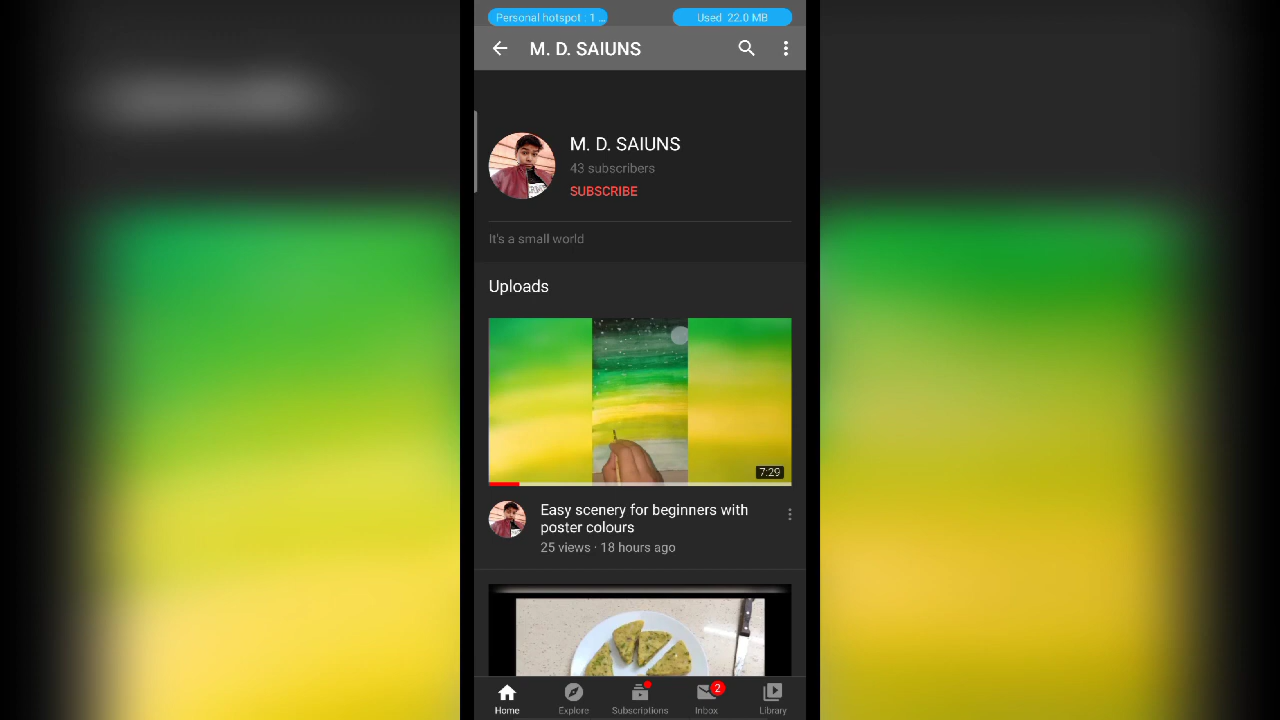 Personal hotspot : 1 ...
Used 22.0 MB
M. D. SAIUNS
M. D. SAIUNS
43 subscribers
SUBSCRIBE
It's a small world
Uploads
7:29
Easy scenery for beginners with
poster colours
25 views · 18 hours ago
2
Home
Explore
Subscriptions
Inbox
Library